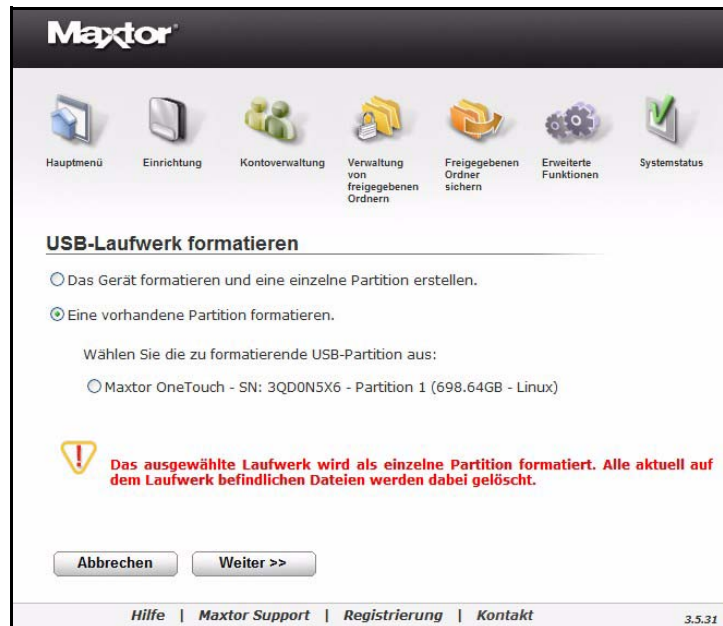 Maxtor
Hauptmenü
Einrichtung
Kontoverwaltung
Verwaltung
von
freigegebenen
Ordnern
Freigegebenen
Ordner
sichern
Erweiterte
Funktionen
Systemstatus
USB-Laufwerk formatieren
Das Gerät formatieren und eine einzelne Partition erstellen.
Eine vorhandene Partition formatieren.
Wählen Sie die zu formatierende USB-Partition aus:
Maxtor OneTouch - SN: 3QD0N5X6 - Partition 1 (698.64GB - Linux)
Das ausgewählte Laufwerk wird als einzelne Partition formatiert. Alle aktuell auf
dem Laufwerk befindlichen Dateien werden dabei gelöscht.
Abbrechen Weiter >>
Hilfe | Maxtor Support | Registrierung | Kontakt 3.5.31